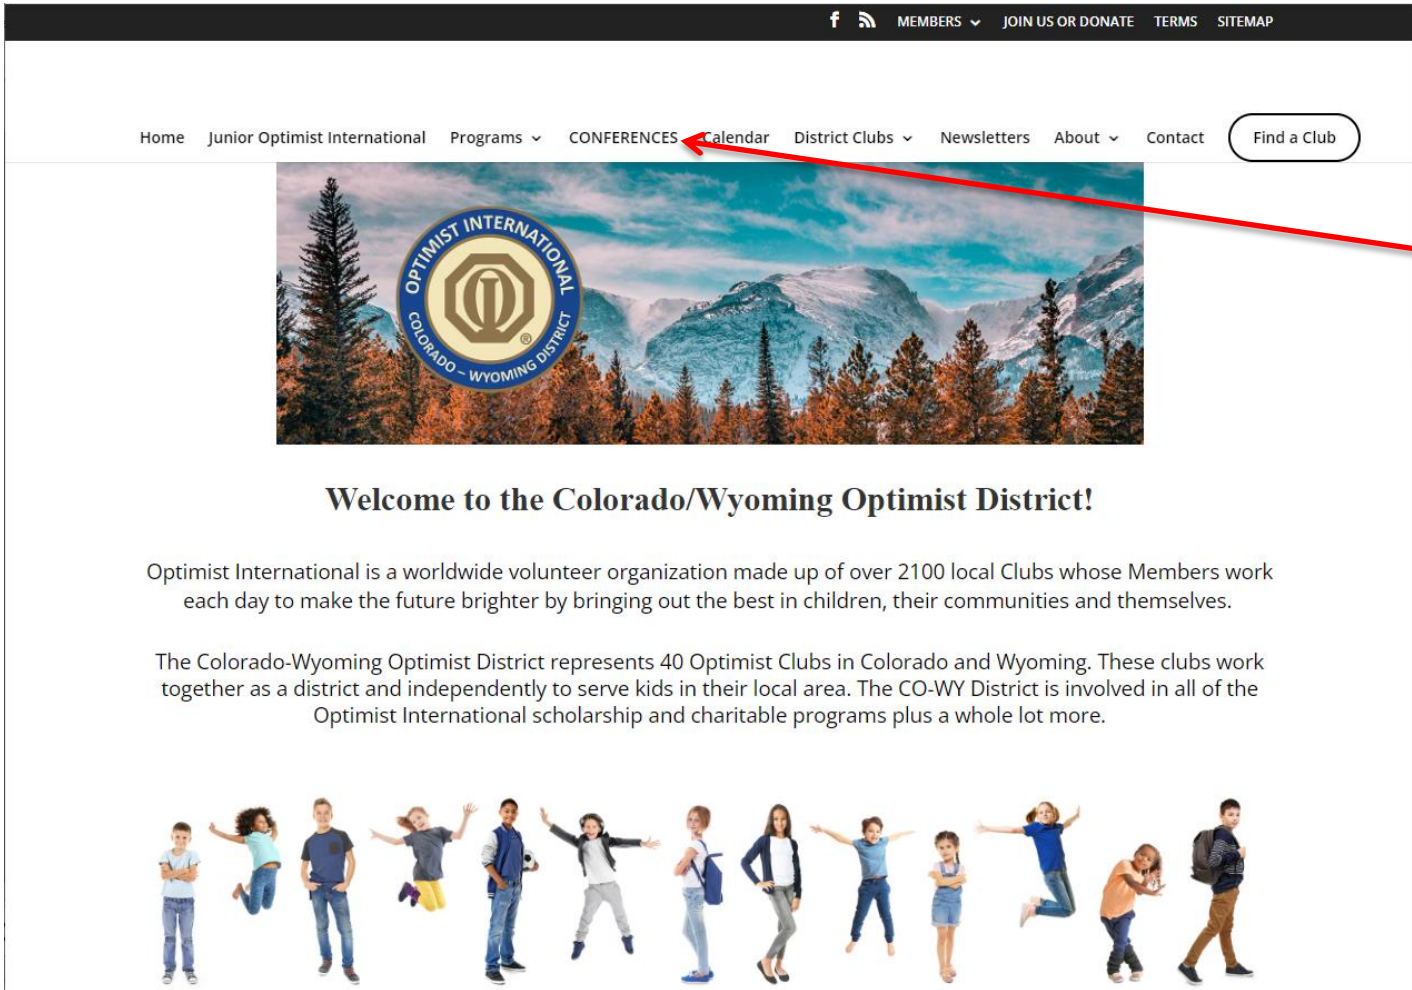 MEMBERS JOIN US OR DONATE TERMS SITEMAP
Home Junior Optimist International Programs CONFERENCES Calendar District Clubs Newsletters About Contact Find a Club
OPTIMIST INTERNATIONAL
COLORADO – WYOMING DISTRICT
®
Welcome to the Colorado/Wyoming Optimist District!
Optimist International is a worldwide volunteer organization made up of over 2100 local Clubs whose Members work
each day to make the future brighter by bringing out the best in children, their communities and themselves.
The Colorado-Wyoming Optimist District represents 40 Optimist Clubs in Colorado and Wyoming. These clubs work
together as a district and independently to serve kids in their local area. The CO-WY District is involved in all of the
Optimist International scholarship and charitable programs plus a whole lot more.